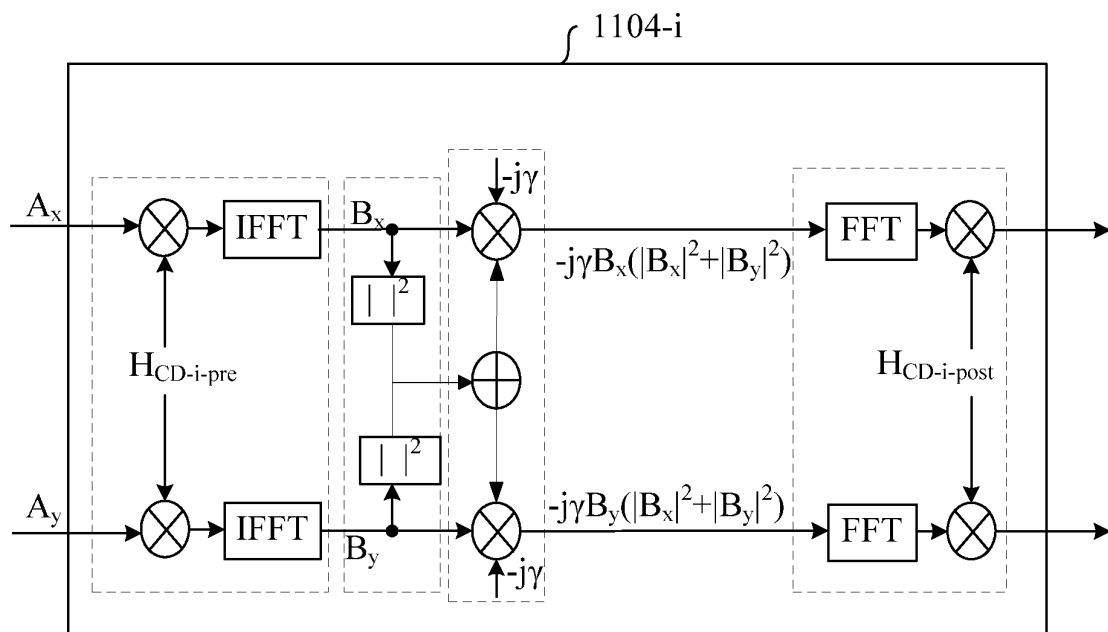 1104-i
-jγ
A_x
IFFT
B_x
FFT
-jγB_x(|B_x|^2+|B_y|^2)
| |^2
H_CD-i-pre
H_CD-i-post
| |^2
A_y
IFFT
B_y
-jγB_y(|B_x|^2+|B_y|^2)
FFT
-jγ